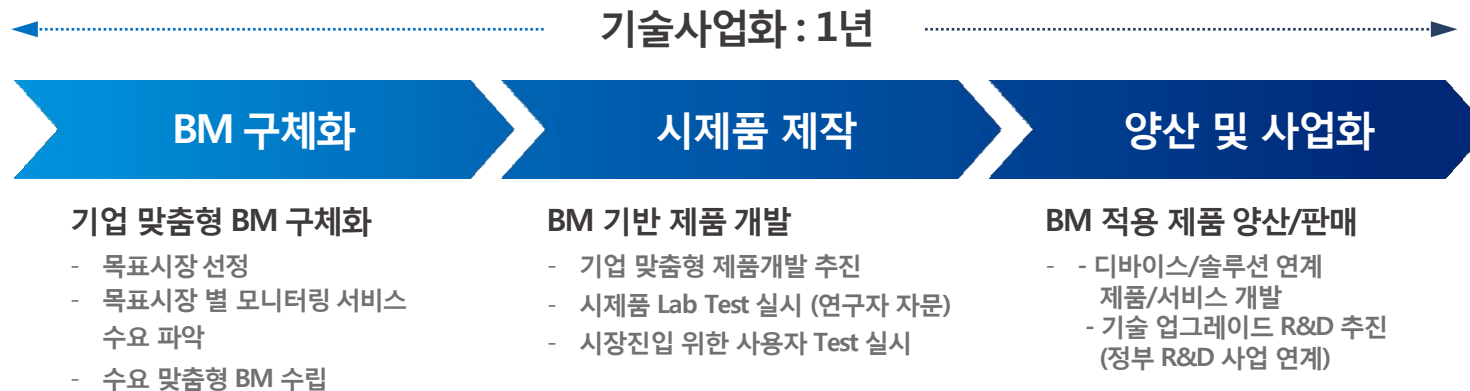 기술사업화 : 1년
BM 구체화
시제품 제작
양산 및 사업화
기업 맞춤형 BM 구체화
- 목표시장 선정
- 목표시장 별 모니터링 서비스
수요 파악
- 수요 맞춤형 BM 수립
BM 기반 제품 개발
- 기업 맞춤형 제품개발 추진
- 시제품 Lab Test 실시 (연구자 자문)
- 시장진입 위한 사용자 Test 실시
BM 적용 제품 양산/판매
- - 디바이스/솔루션 연계
제품/서비스 개발
- 기술 업그레이드 R&D 추진
(정부 R&D 사업 연계)